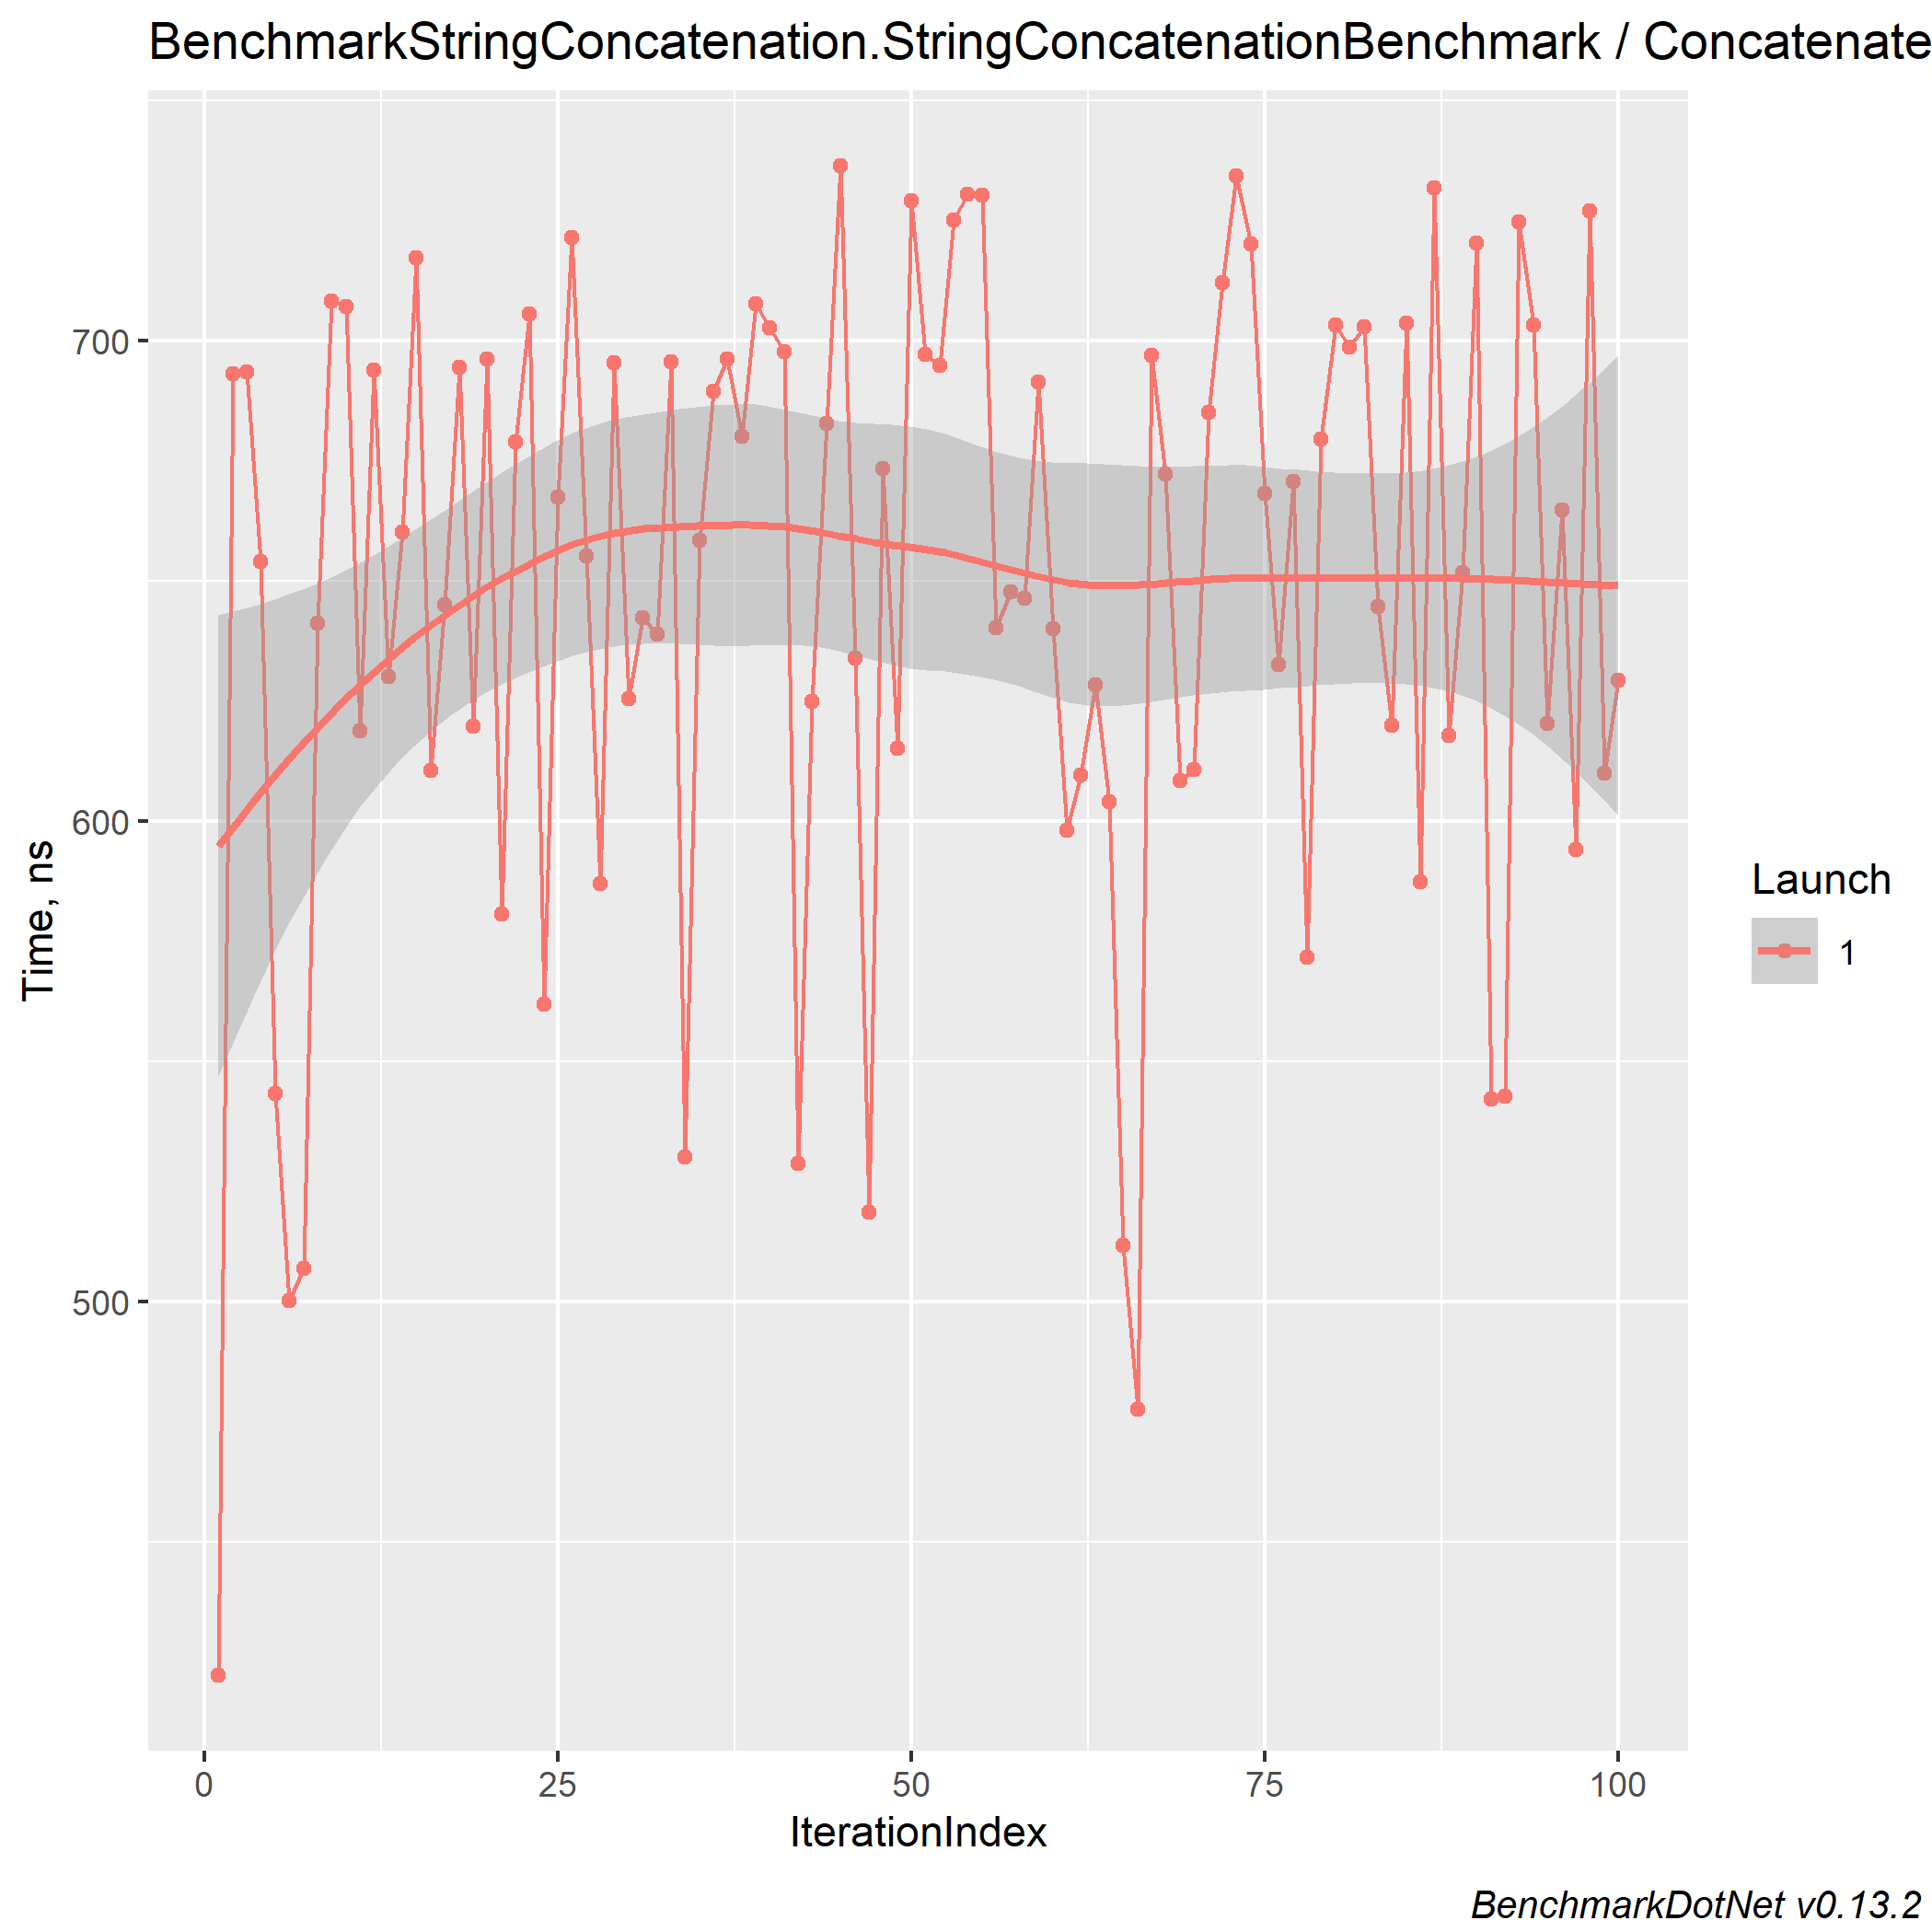 BenchmarkStringConcatenation.StringConcatenationBenchmark / Concatenate
Time, ns
700
600
500
0 25 50 75 100
IterationIndex
Launch
1
BenchmarkDotNet v0.13.2